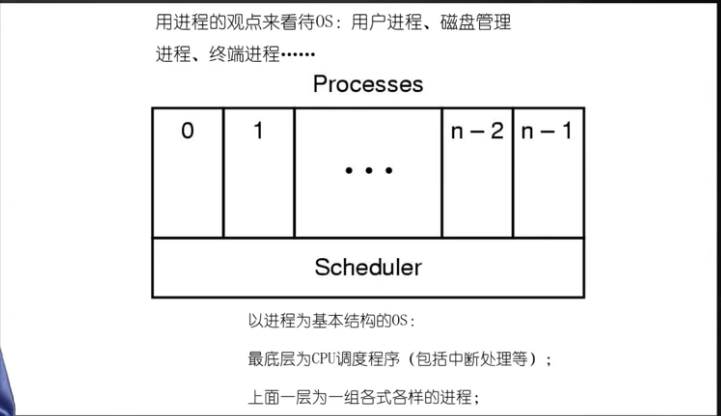 用进程的观点来看待OS：用户进程、磁盘管理
进程、终端进程……
Processes
0 1 ... n – 2 n – 1
Scheduler
以进程为基本结构的OS：
最底层为CPU调度程序（包括中断处理等）；
上面一层为一组各式各样的进程；